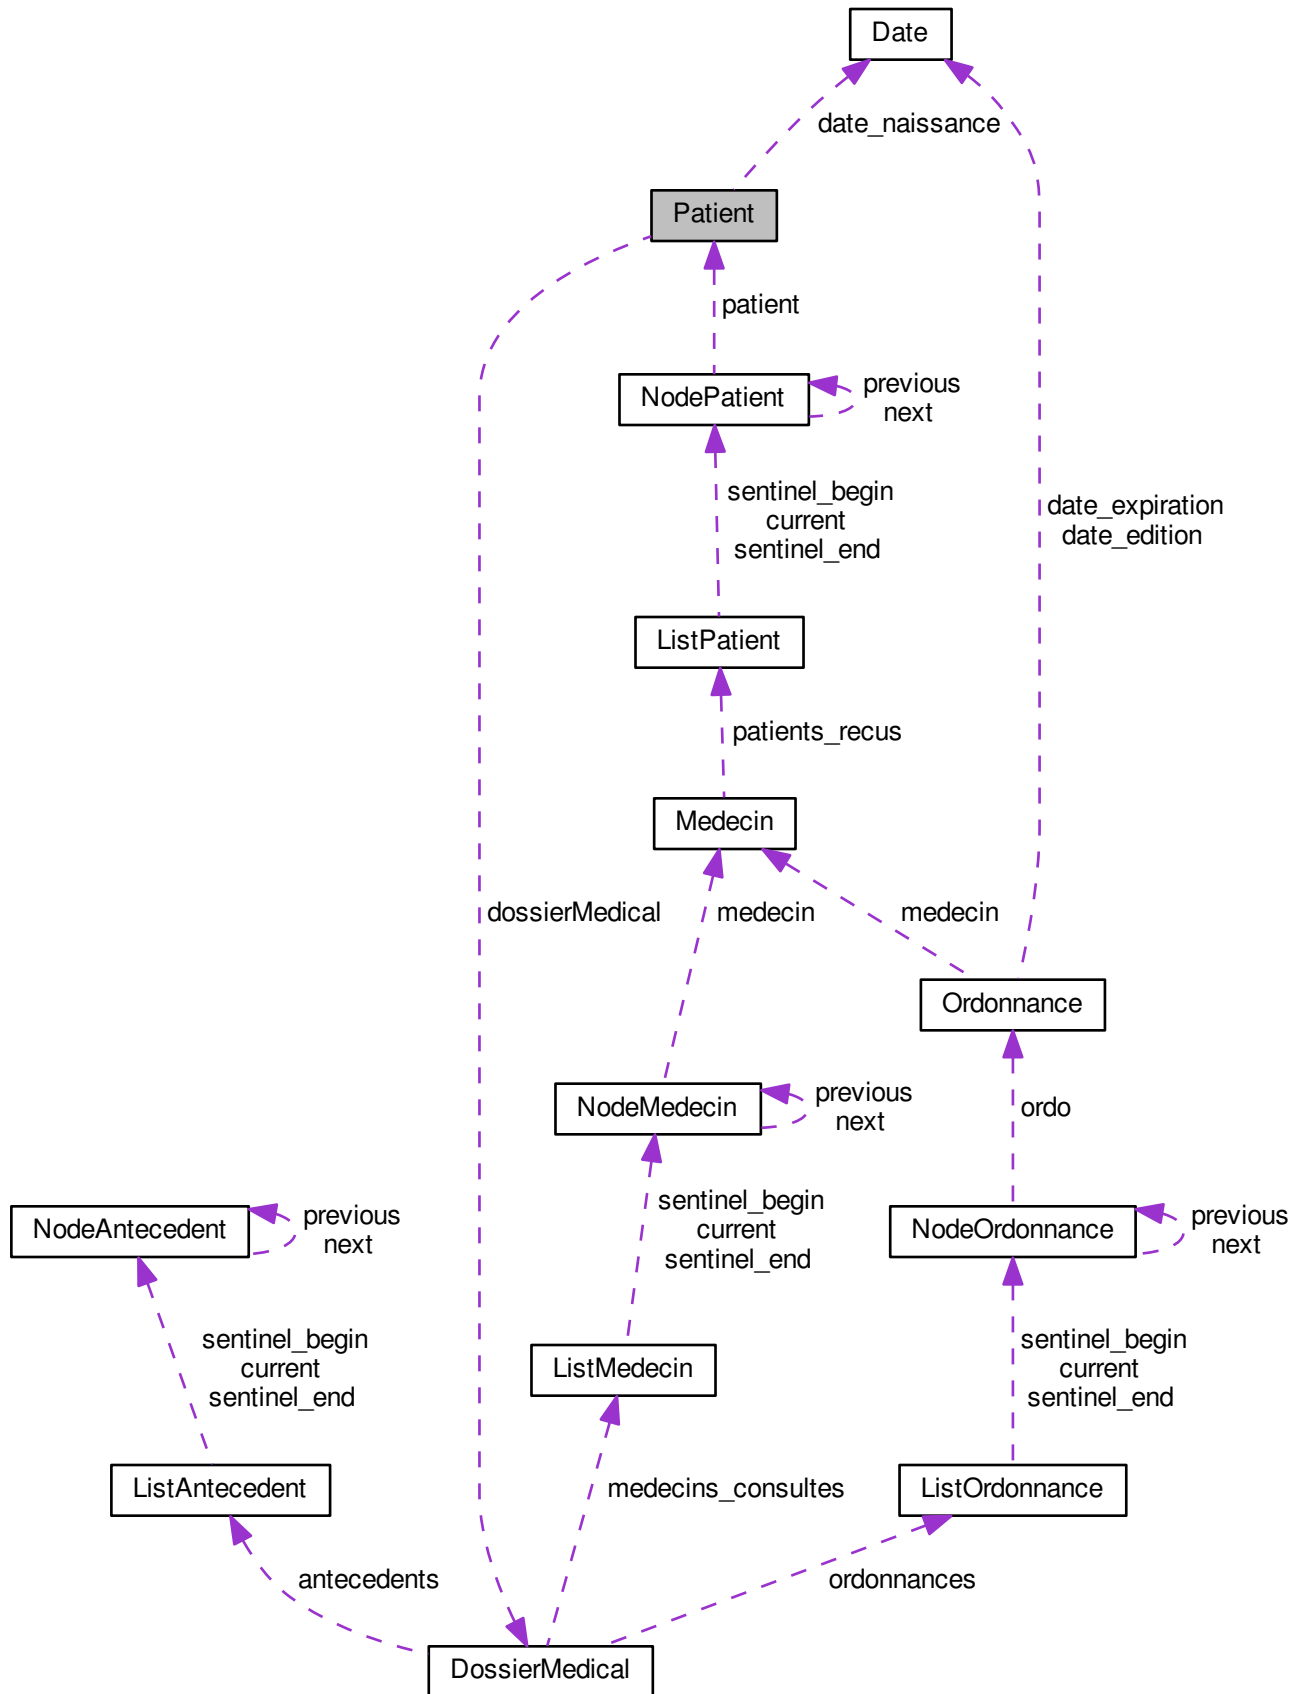 Date
date_naissance
Patient
patient
NodePatient
previous
next
sentinel_begin
current
sentinel_end
date_expiration
date_edition
ListPatient
patients_recus
Medecin
dossierMedical
medecin
medecin
Ordonnance
NodeMedecin
previous
next
ordo
NodeAntecedent
previous
next
sentinel_begin
current
sentinel_end
NodeOrdonnance
previous
next
sentinel_begin
current
sentinel_end
ListMedecin
sentinel_begin
current
sentinel_end
ListAntecedent
medecins_consultes
ListOrdonnance
antecedents
ordonnances
DossierMedical